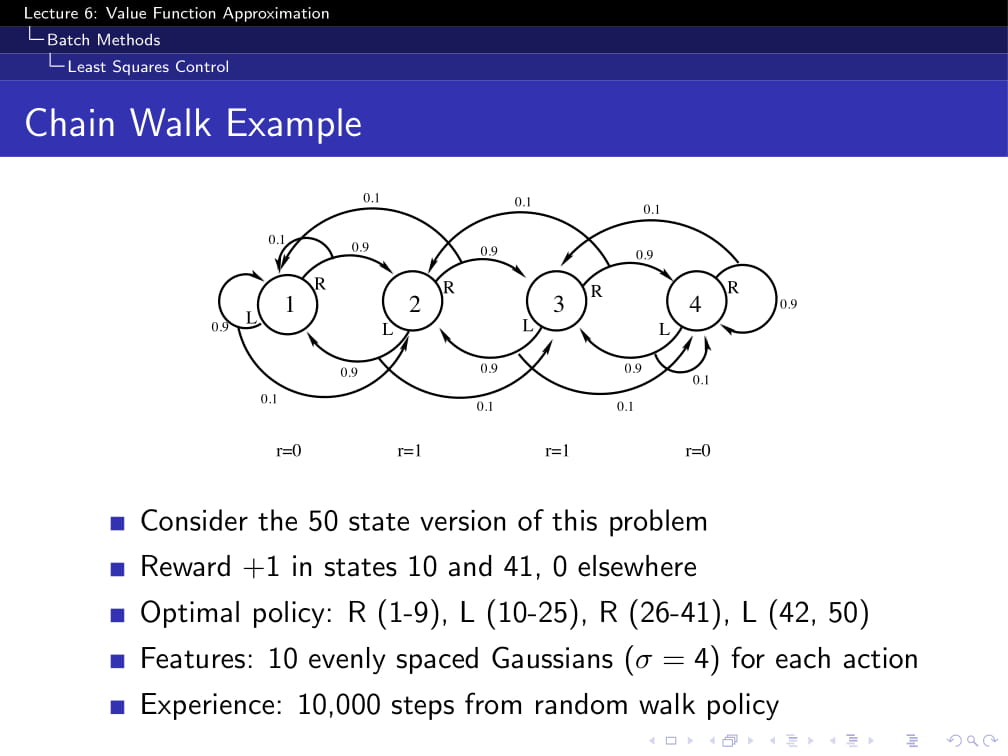 Lecture 6: Value Function Approximation
Batch Methods
Least Squares Control
Chain Walk Example
0.1 0.1 0.1
0.1 0.9 0.9 0.9
R R R R
1 2 3 4
0.9 L L L L 0.9
0.9 0.9 0.9 0.1
0.1 0.1 0.1
r=0 r=1 r=1 r=0
Consider the 50 state version of this problem
Reward +1 in states 10 and 41, 0 elsewhere
Optimal policy: R (1-9), L (10-25), R (26-41), L (42, 50)
Features: 10 evenly spaced Gaussians (σ = 4) for each action
Experience: 10,000 steps from random walk policy